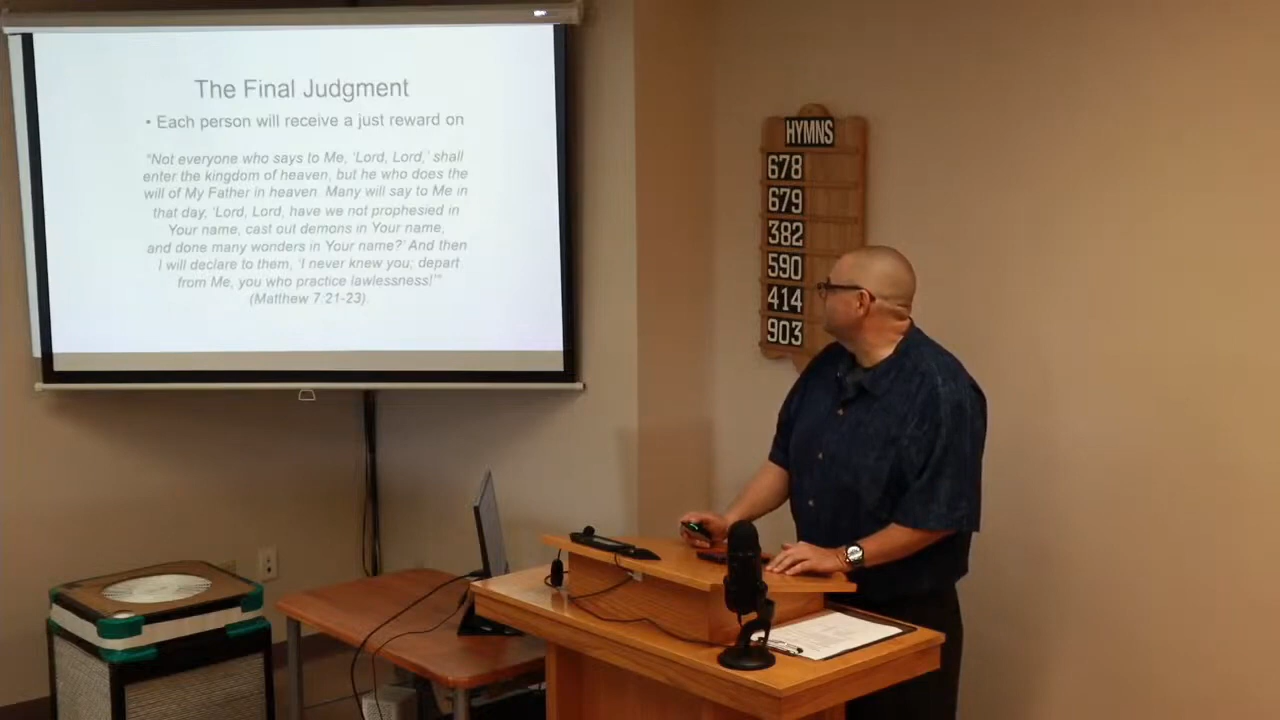 The Final Judgment
• Each person will receive a just reward on
"Not everyone who says to Me, 'Lord, Lord,' shall
enter the kingdom of heaven, but he who does the
will of My Father in heaven. Many will say to Me in
that day, 'Lord, Lord, have we not prophesied in
Your name, cast out demons in Your name,
and done many wonders in Your name?' And then
I will declare to them, 'I never knew you; depart
from Me, you who practice lawlessness!'"
(Matthew 7:21-23)
HYMNS
678
679
382
590
414
903